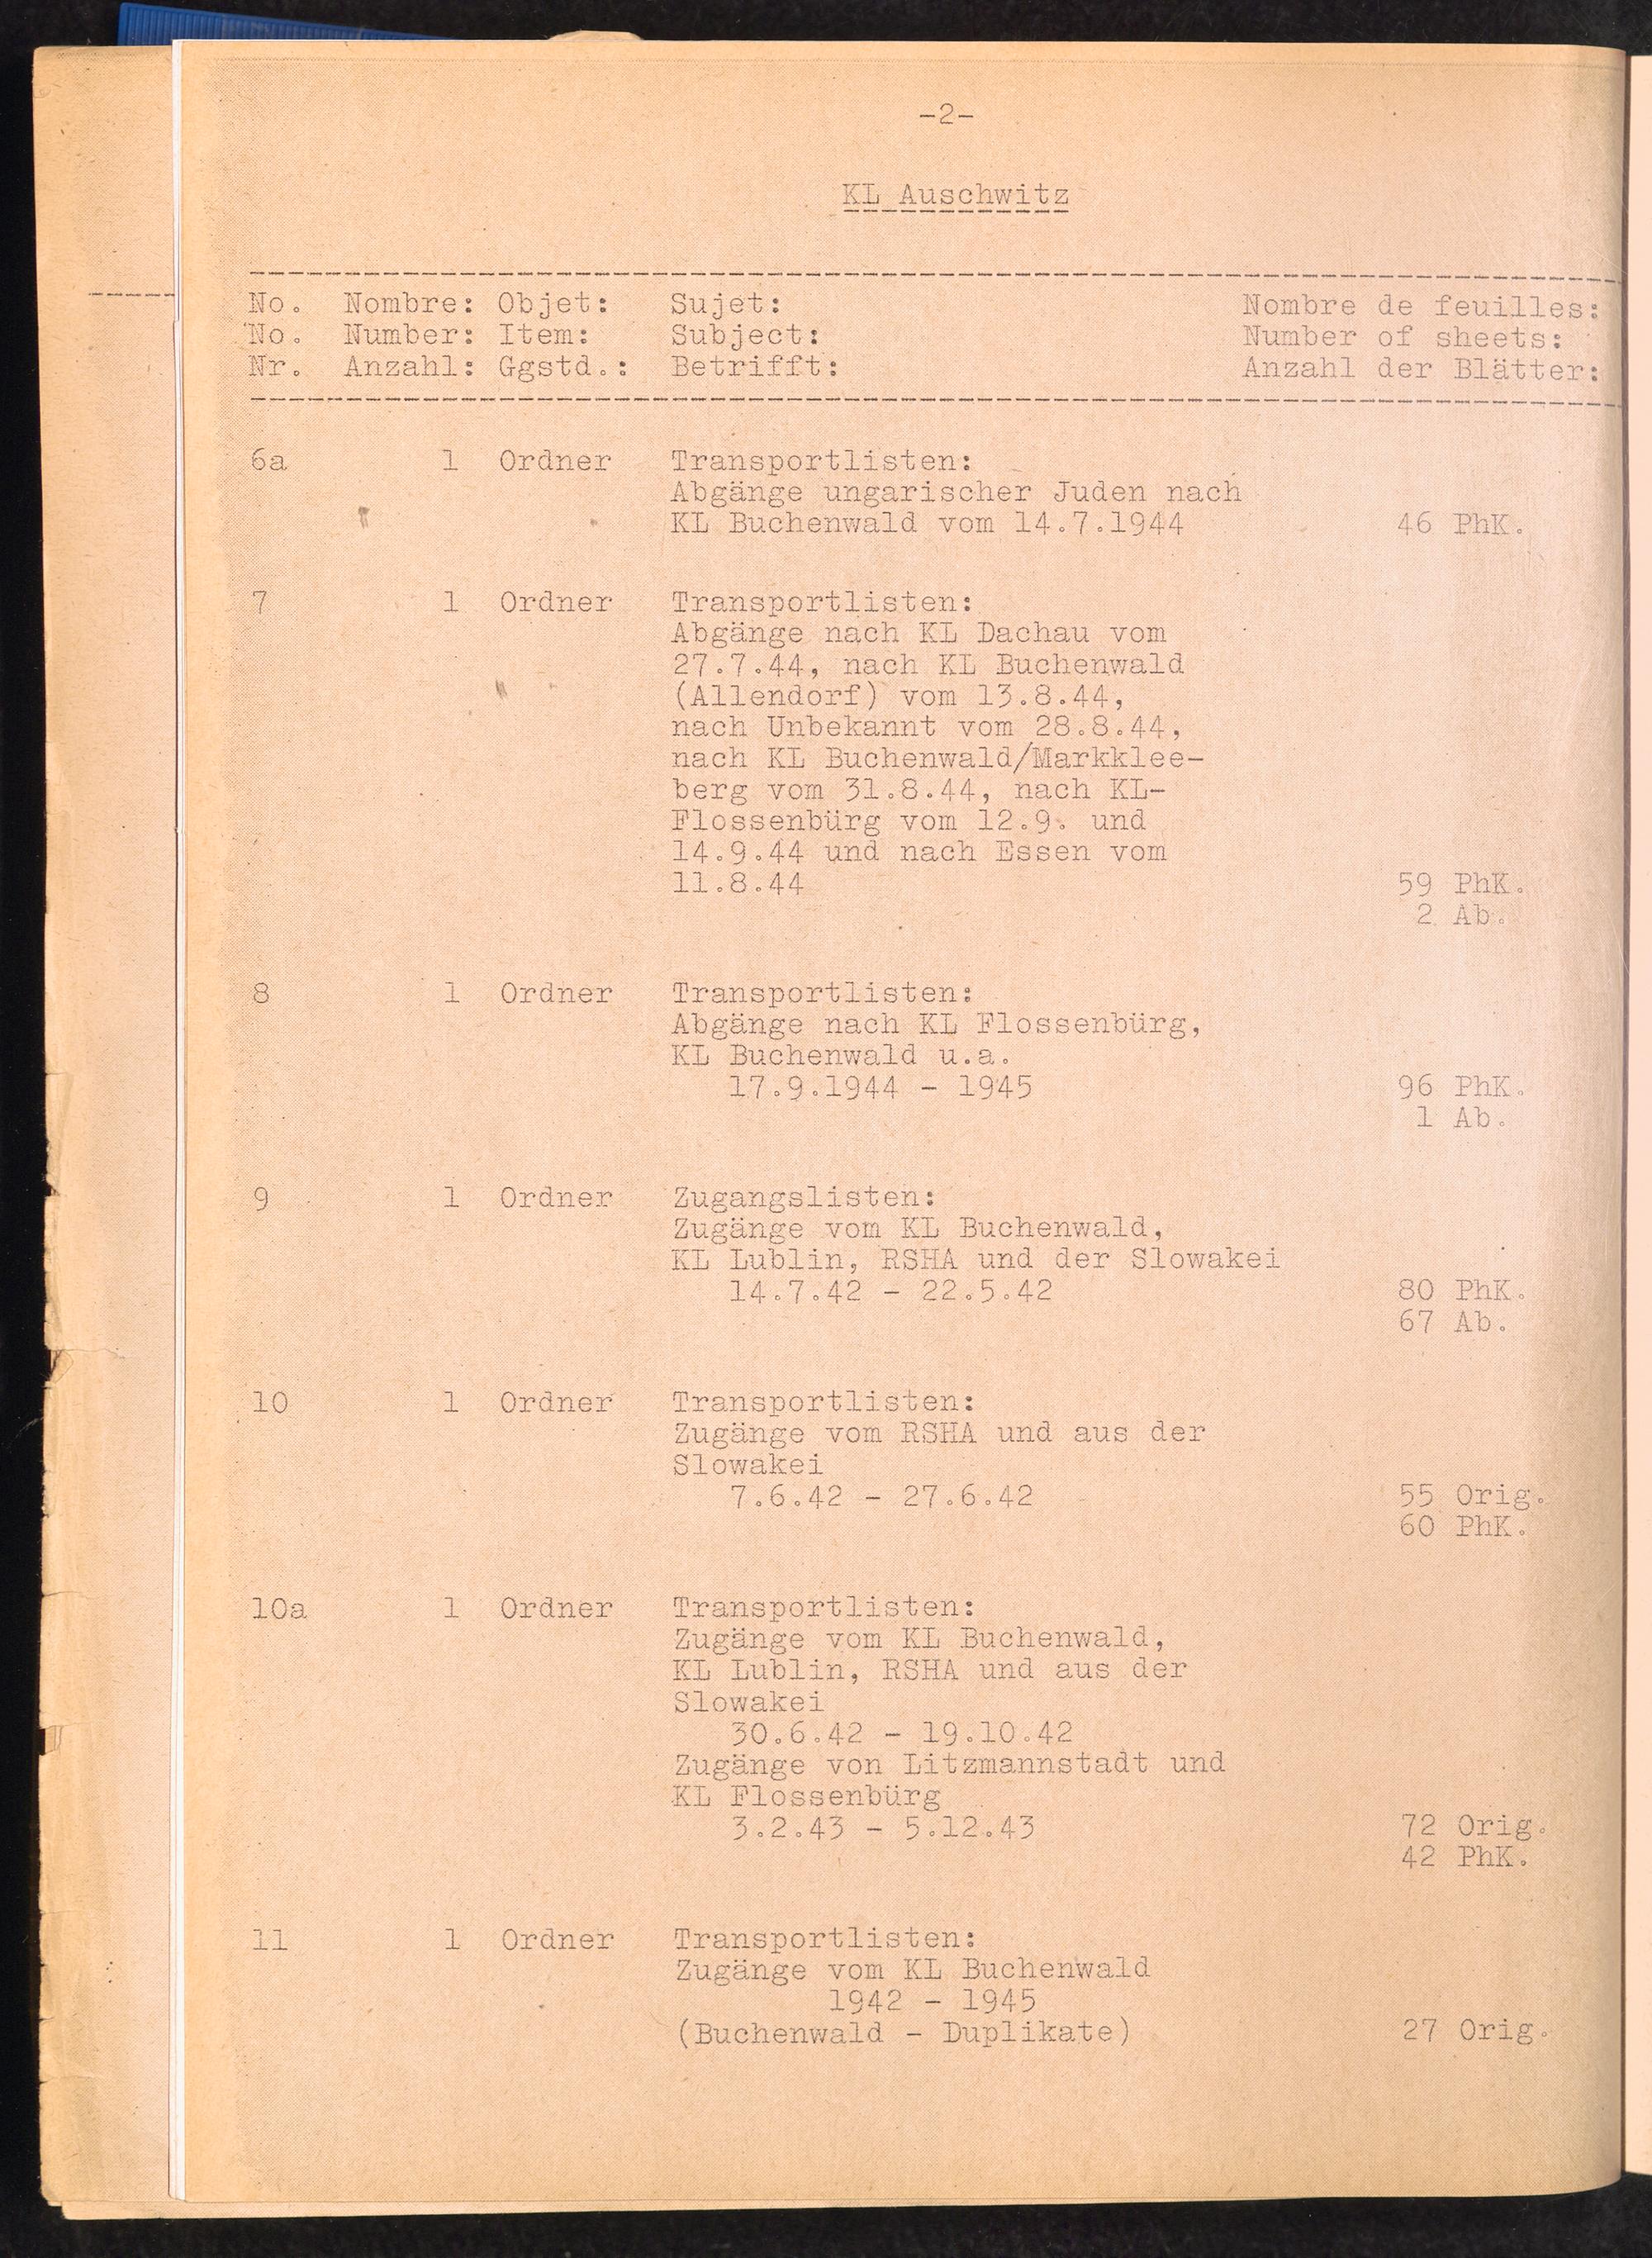 -2-
KL Auschwitz
No. Nombre: Objet: Sujet: Nombre de feuilles:
No. Number: Item: Subject: Number of sheets:
Nr. Anzahl: Ggstd.: Betrifft: Anzahl der Blätter:
6a 1 Ordner Transportlisten:
Abgänge ungarischer Juden nach
KL Buchenwald vom 14.7.1944 46 PhK.
7 1 Ordner Transportlisten:
Abgänge nach KL Dachau vom
27.7.44, nach KL Buchenwald
(Allendorf) vom 13.8.44,
nach Unbekannt vom 28.8.44,
nach KL Buchenwald/Markklee-
berg vom 31.8.44, nach KL-
Flossenbürg vom 12.9. und
14.9.44 und nach Essen vom
11.8.44 59 PhK.
2 Ab.
8 1 Ordner Transportlisten:
Abgänge nach KL Flossenbürg,
KL Buchenwald u.a.
17.9.1944 - 1945 96 PhK.
1 Ab.
9 1 Ordner Zugangslisten:
Zugänge vom KL Buchenwald,
KL Lublin, RSHA und der Slowakei
14.7.42 - 22.5.42 80 PhK.
67 Ab.
10 1 Ordner Transportlisten:
Zugänge vom RSHA und aus der
Slowakei
7.6.42 - 27.6.42 55 Orig.
60 PhK.
10a 1 Ordner Transportlisten:
Zugänge vom KL Buchenwald,
KL Lublin, RSHA und aus der
Slowakei
30.6.42 - 19.10.42
Zugänge von Litzmannstadt und
KL Flossenbürg
3.2.43 - 5.12.43 72 Orig.
42 PhK.
11 1 Ordner Transportlisten:
Zugänge vom KL Buchenwald
1942 - 1945
(Buchenwald - Duplikate) 27 Orig.